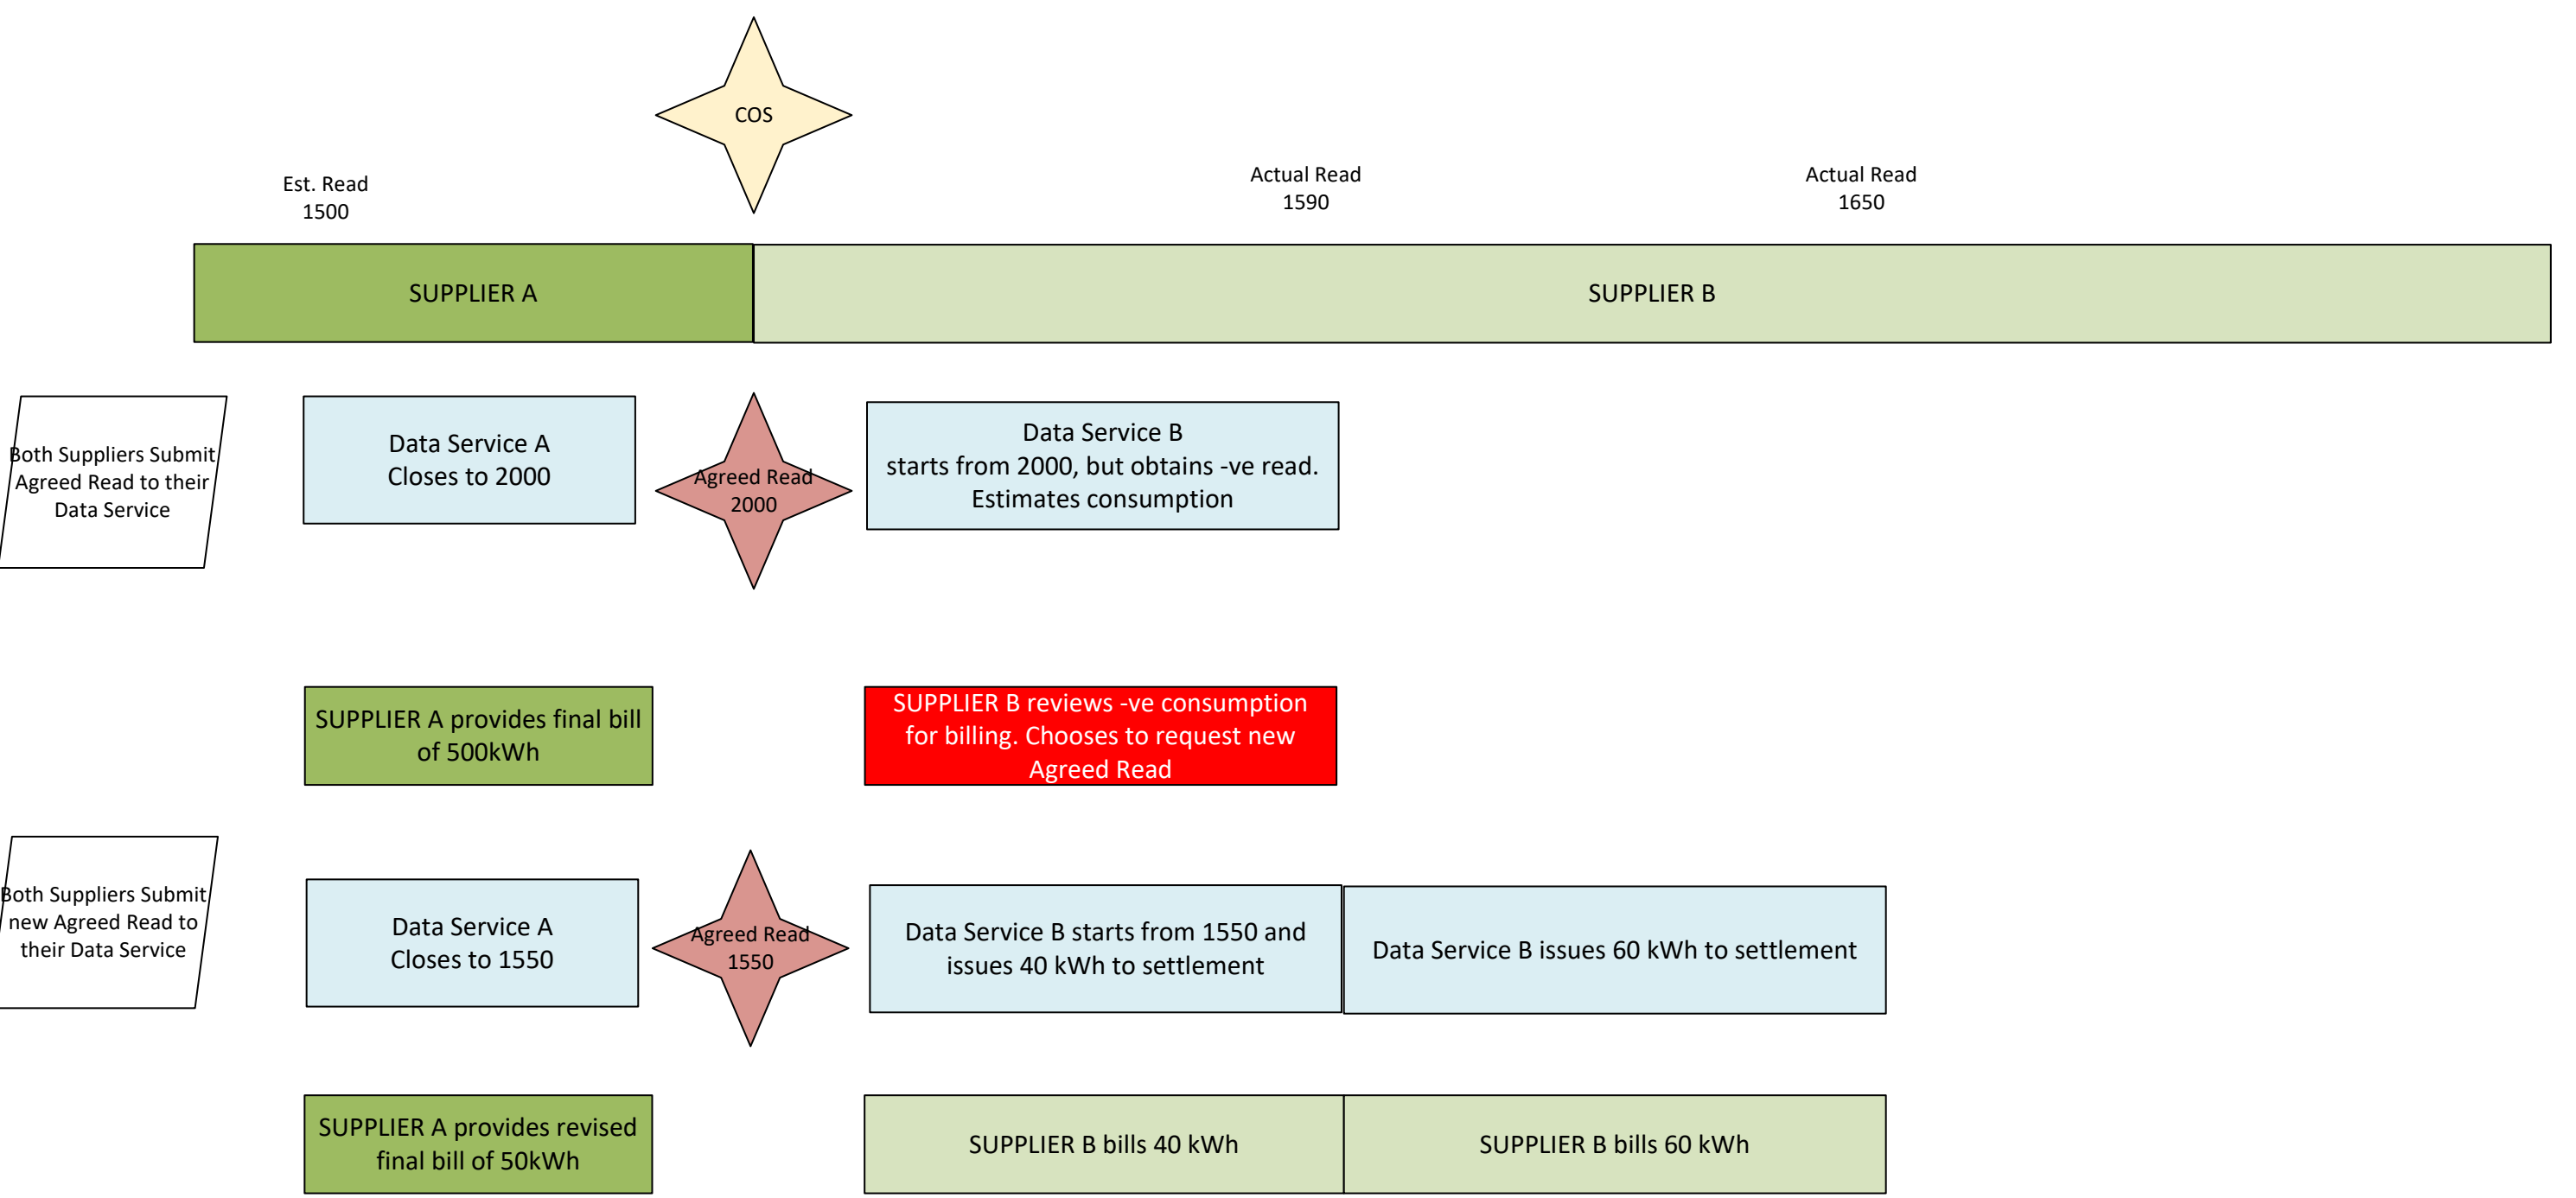 COS
Est. Read
1500
Actual Read
1590
Actual Read
1650
SUPPLIER A
SUPPLIER B
Both Suppliers Submit
Agreed Read to their
Data Service
Data Service A
Closes to 2000
Agreed Read
2000
Data Service B
starts from 2000, but obtains -ve read.
Estimates consumption
SUPPLIER A provides final bill
of 500kWh
SUPPLIER B reviews -ve consumption
for billing. Chooses to request new
Agreed Read
Both Suppliers Submit
new Agreed Read to
their Data Service
Data Service A
Closes to 1550
Agreed Read
1550
Data Service B starts from 1550 and
issues 40 kWh to settlement
Data Service B issues 60 kWh to settlement
SUPPLIER A provides revised
final bill of 50kWh
SUPPLIER B bills 40 kWh
SUPPLIER B bills 60 kWh